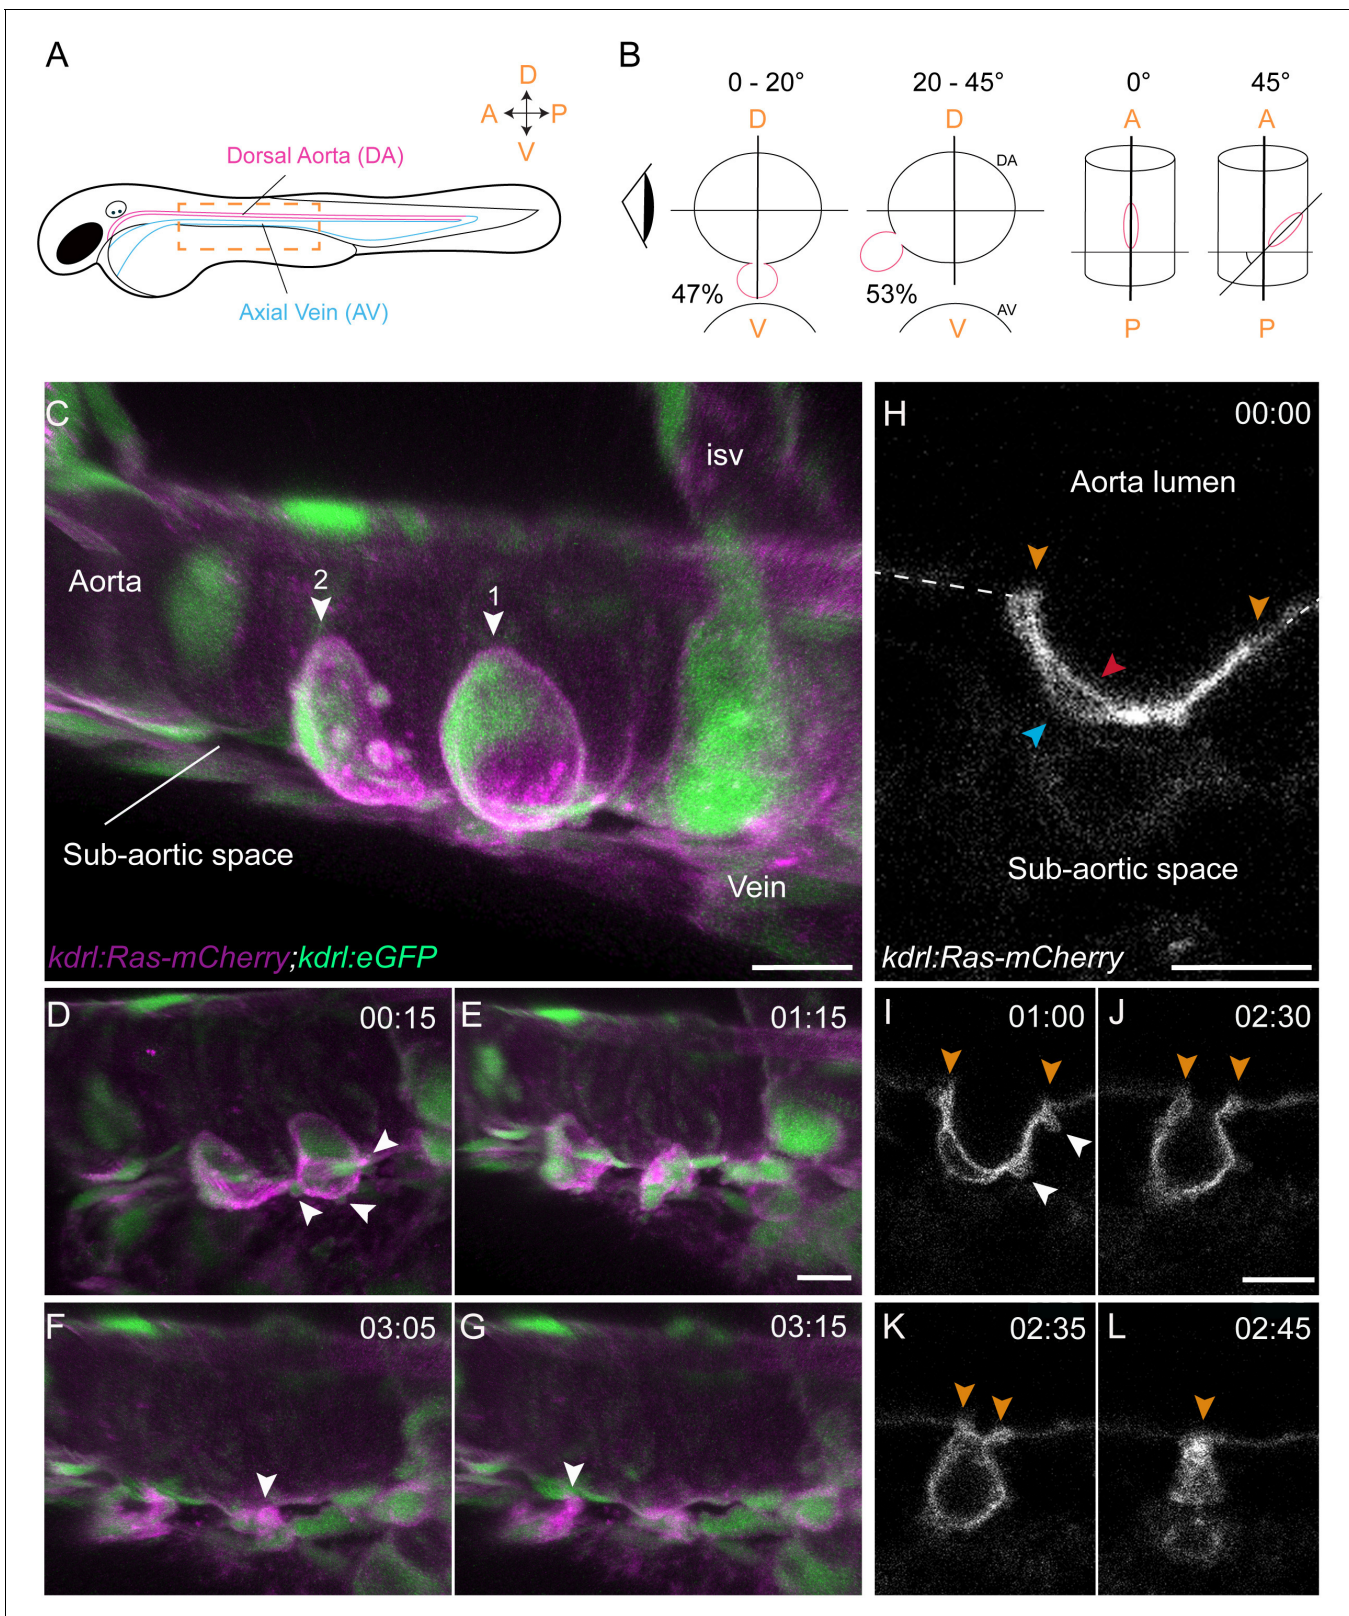 A
D
A P
V
Dorsal Aorta (DA)
Axial Vein (AV)
B
0 - 20° 20 - 45° 0° 45°
D D A A
DA
47% 53%
AV
V V P P
C
isv
Aorta
2
1
Sub-aortic space
Vein
kdrl:Ras-mCherry;kdrl:eGFP
H 00:00
Aorta lumen
Sub-aortic space
kdrl:Ras-mCherry
D 00:15
E 01:15
I 01:00
J 02:30
F 03:05
G 03:15
K 02:35
L 02:45